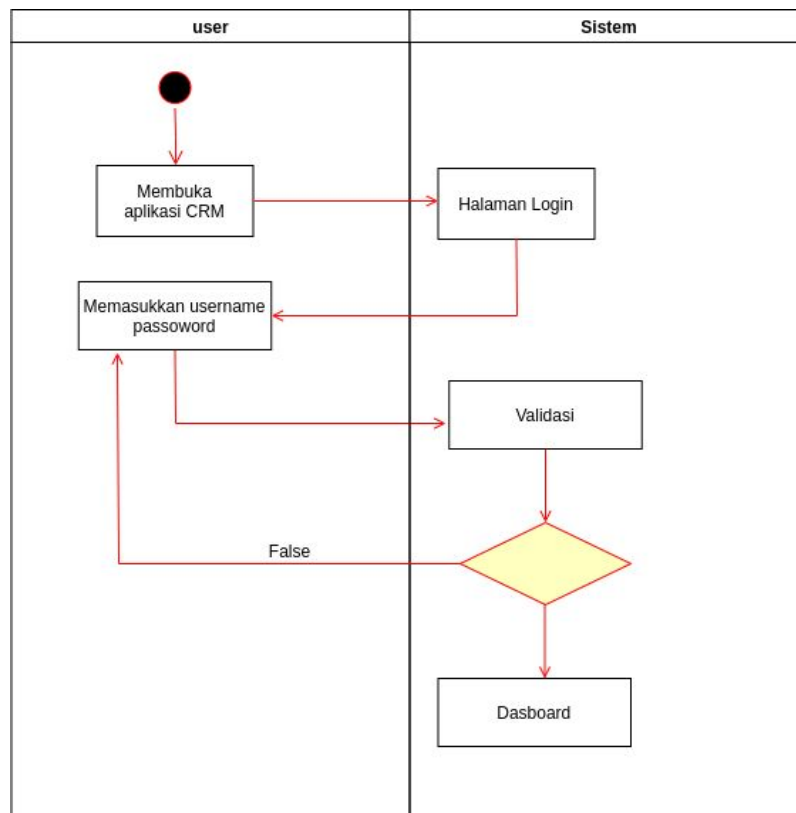 user
Sistem
Membuka
aplikasi CRM
Halaman Login
Memasukkan username
passoword
Validasi
False
Dasboard